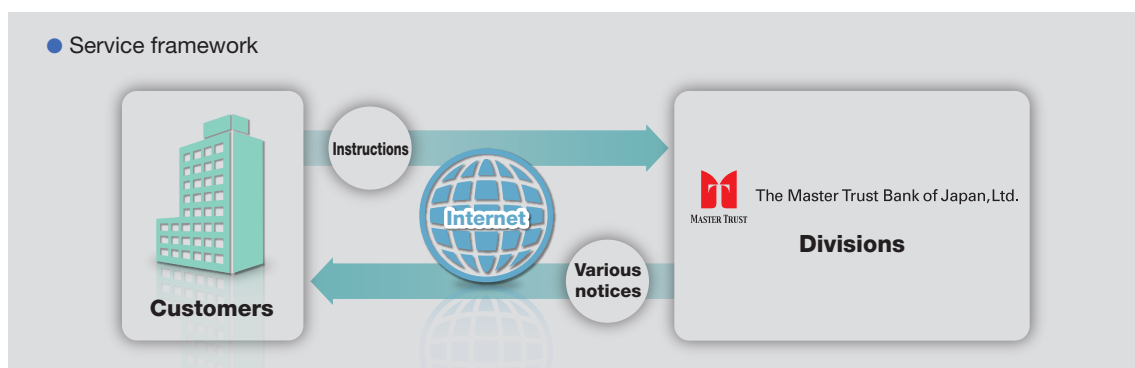 Service framework
Instructions
Internet
Customers
Various
notices
MASTER TRUST
The Master Trust Bank of Japan,Ltd.
Divisions